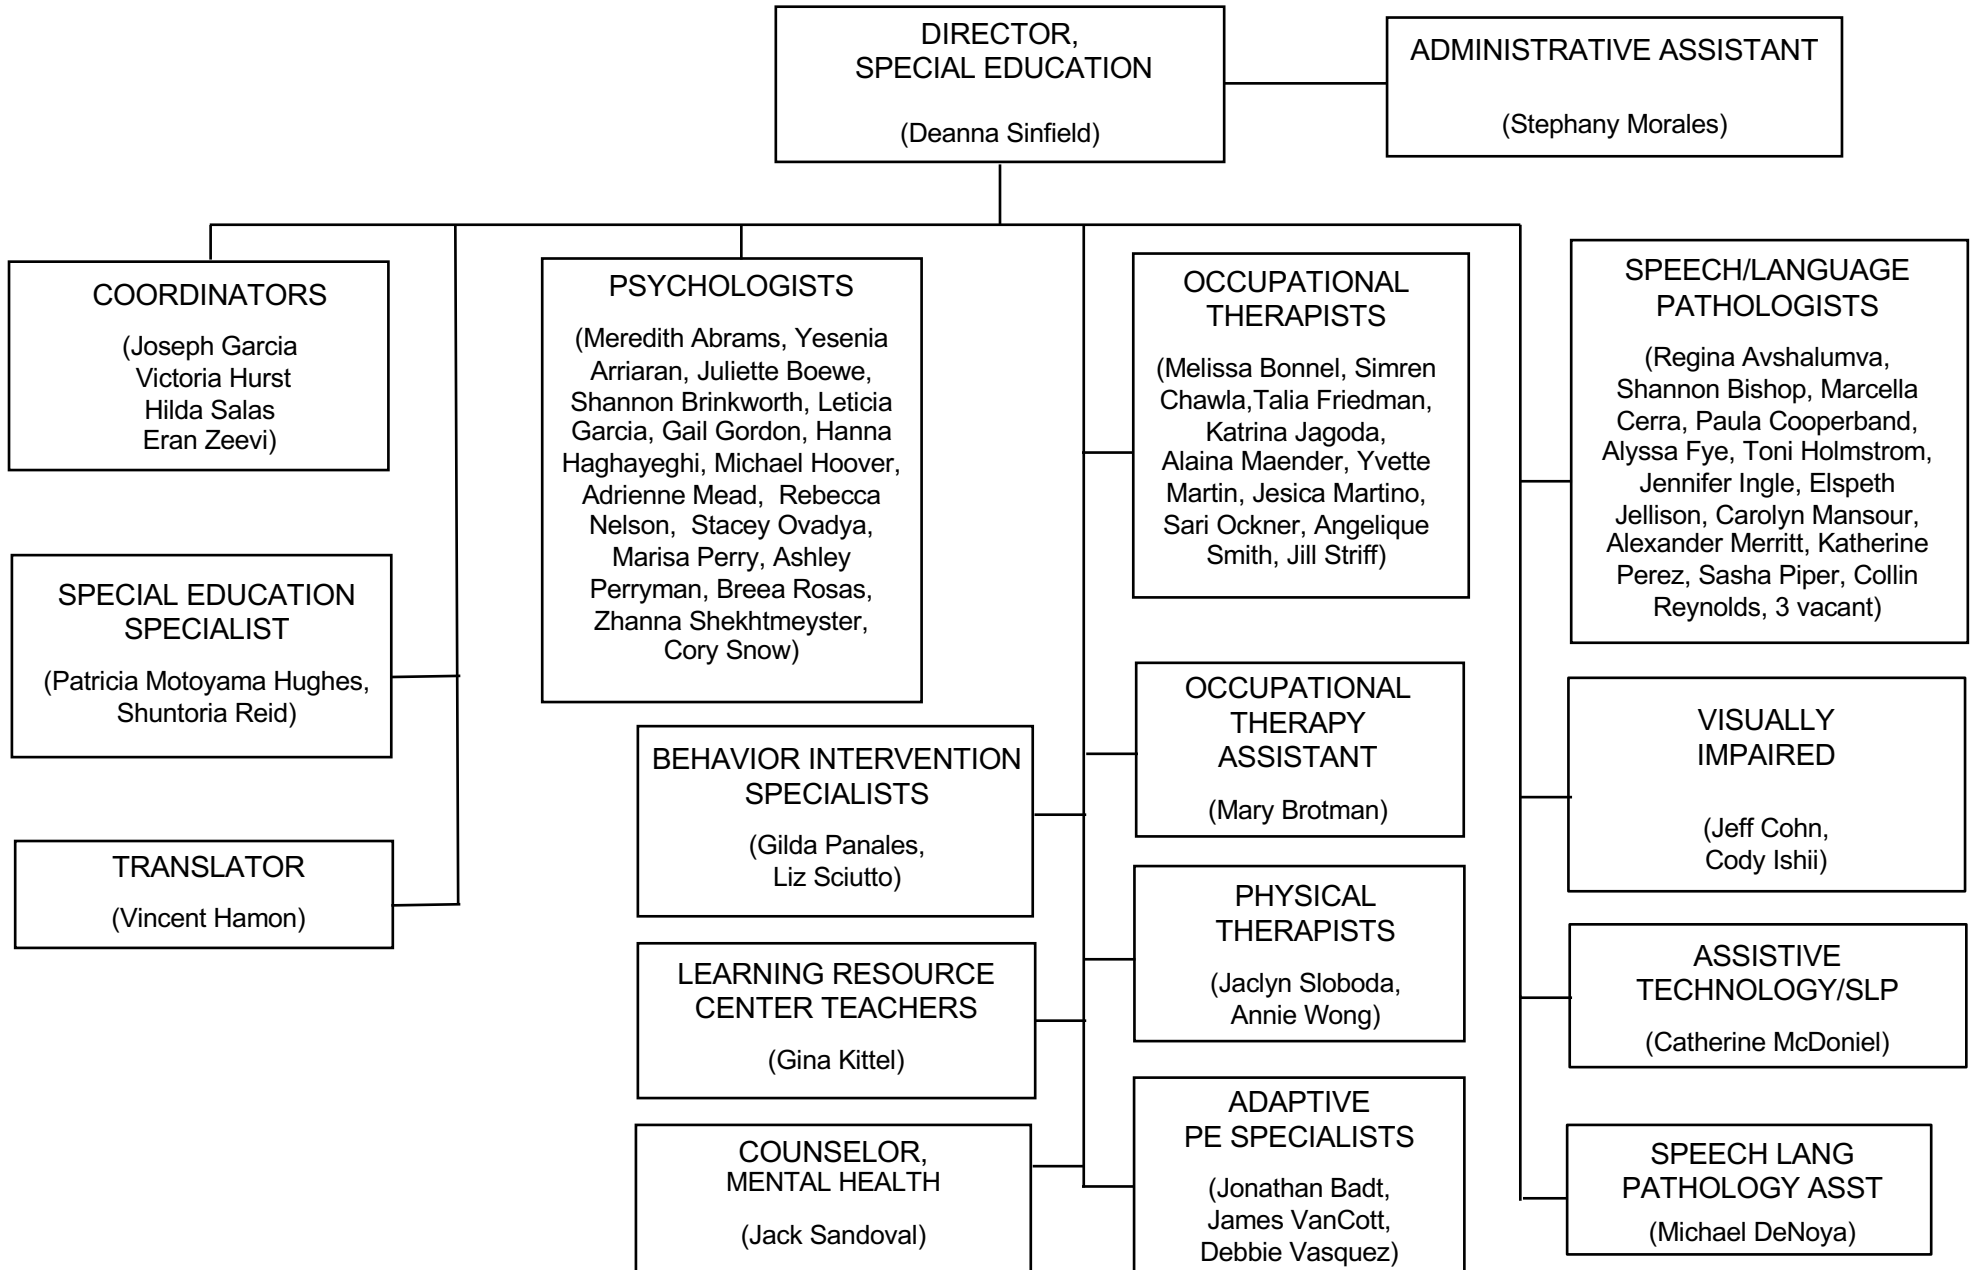 DIRECTOR,
SPECIAL EDUCATION
(Deanna Sinfield)
ADMINISTRATIVE ASSISTANT
(Stephany Morales)
COORDINATORS
(Joseph Garcia
Victoria Hurst
Hilda Salas
Eran Zeevi)
SPECIAL EDUCATION
SPECIALIST
(Patricia Motoyama Hughes,
Shuntoria Reid)
TRANSLATOR
(Vincent Hamon)
PSYCHOLOGISTS
(Meredith Abrams, Yesenia
Arriaran, Juliette Boewe,
Shannon Brinkworth, Leticia
Garcia, Gail Gordon, Hanna
Haghayeghi, Michael Hoover,
Adrienne Mead, Rebecca
Nelson, Stacey Ovadya,
Marisa Perry, Ashley
Perryman, Breea Rosas,
Zhanna Shekhtmeyster,
Cory Snow)
BEHAVIOR INTERVENTION
SPECIALISTS
(Gilda Panales,
Liz Sciutto)
LEARNING RESOURCE
CENTER TEACHERS
(Gina Kittel)
COUNSELOR,
MENTAL HEALTH
(Jack Sandoval)
OCCUPATIONAL
THERAPISTS
(Melissa Bonnel, Simren
Chawla,Talia Friedman,
Katrina Jagoda,
Alaina Maender, Yvette
Martin, Jesica Martino,
Sari Ockner, Angelique
Smith, Jill Striff)
OCCUPATIONAL
THERAPY
ASSISTANT
(Mary Brotman)
PHYSICAL
THERAPISTS
(Jaclyn Sloboda,
Annie Wong)
ADAPTIVE
PE SPECIALISTS
(Jonathan Badt,
James VanCott,
Debbie Vasquez)
SPEECH/LANGUAGE
PATHOLOGISTS
(Regina Avshalumva,
Shannon Bishop, Marcella
Cerra, Paula Cooperband,
Alyssa Fye, Toni Holmstrom,
Jennifer Ingle, Elspeth
Jellison, Carolyn Mansour,
Alexander Merritt, Katherine
Perez, Sasha Piper, Collin
Reynolds, 3 vacant)
VISUALLY
IMPAIRED
(Jeff Cohn,
Cody Ishii)
ASSISTIVE
TECHNOLOGY/SLP
(Catherine McDoniel)
SPEECH LANG
PATHOLOGY ASST
(Michael DeNoya)